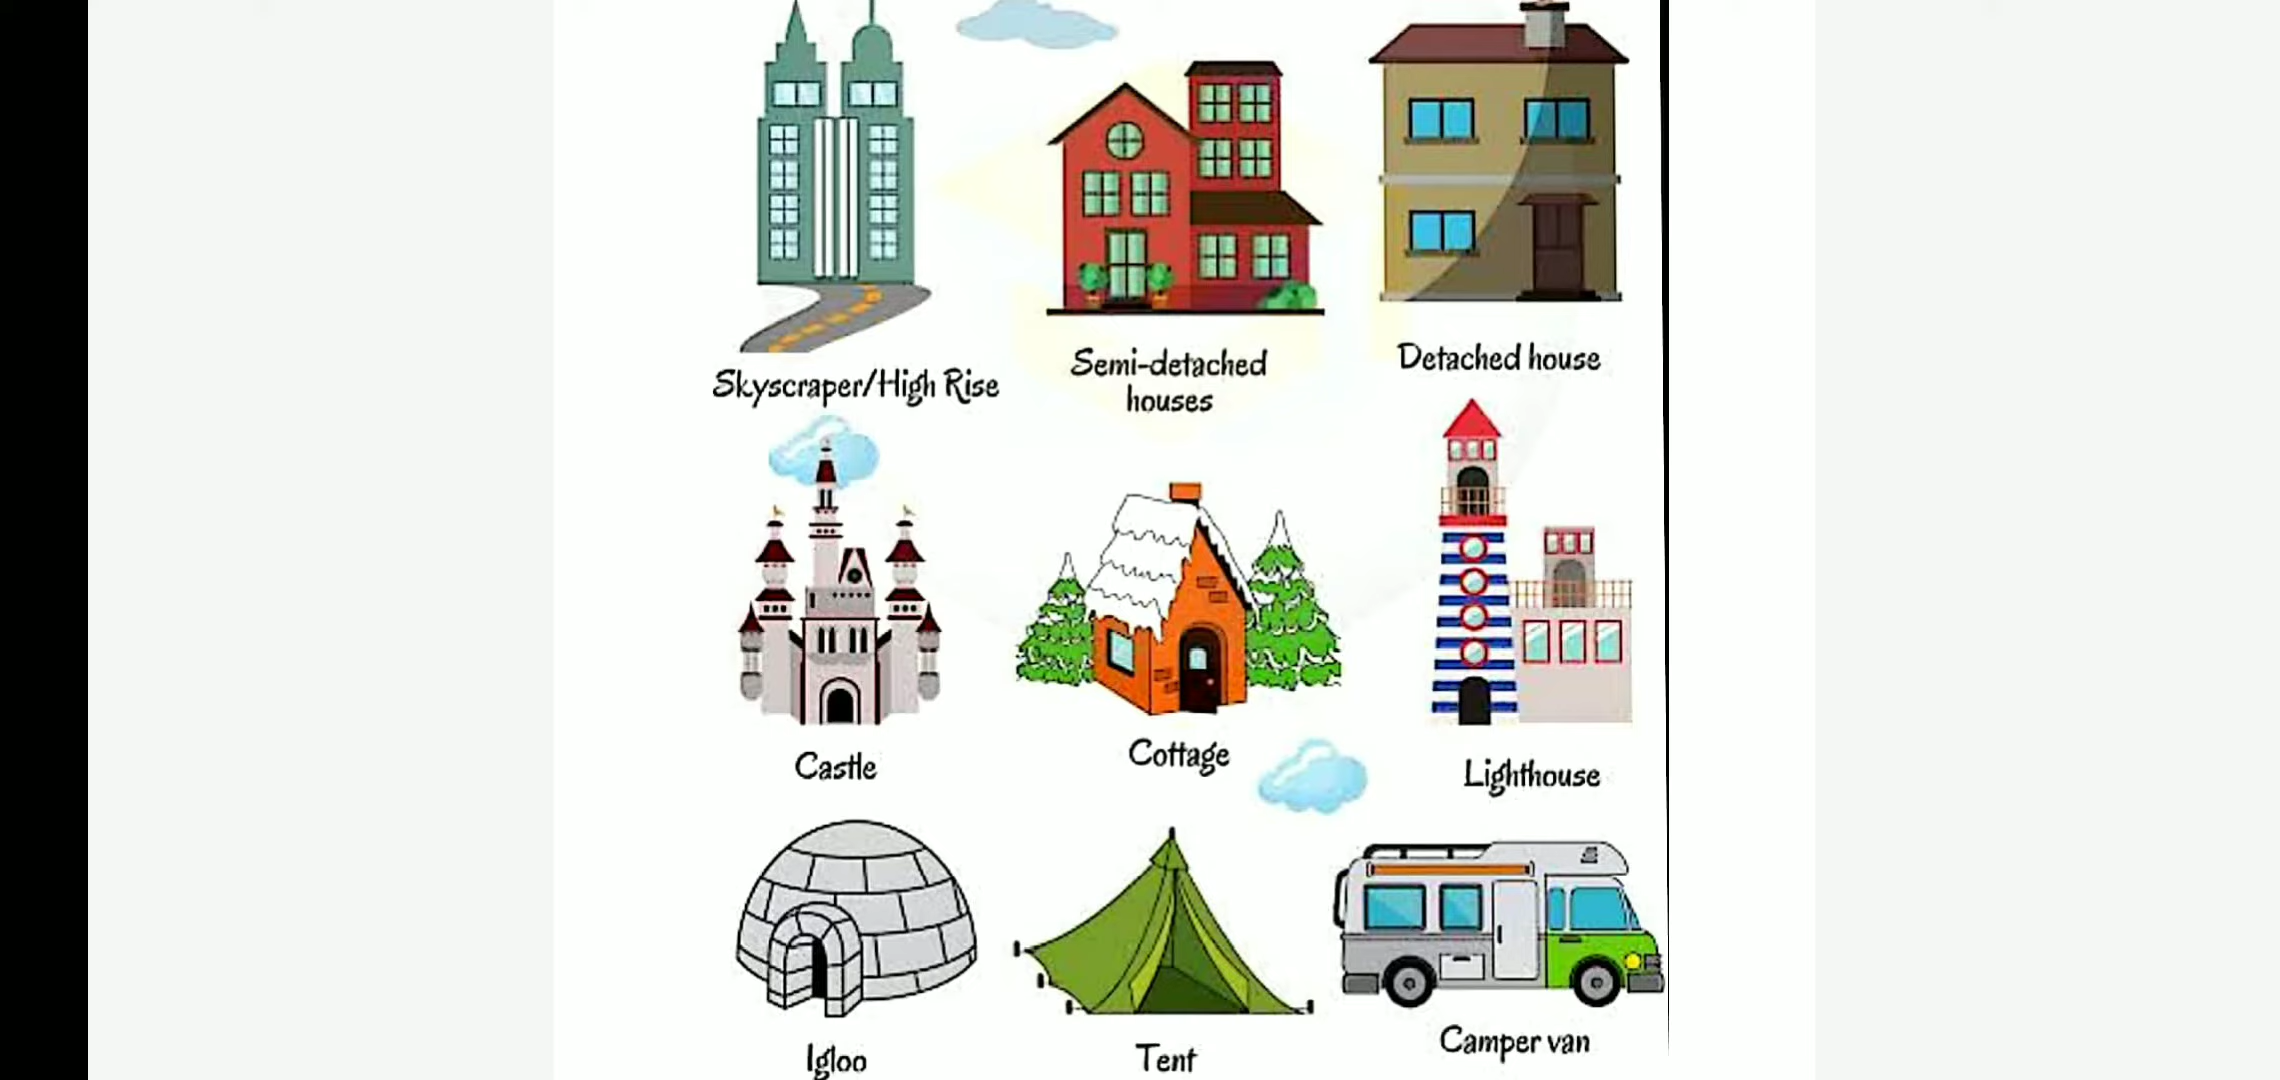 Skyscraper/High Rise
Semi-detached
houses
Detached house
Castle
Cottage
Lighthouse
Igloo
Tent
Camper van